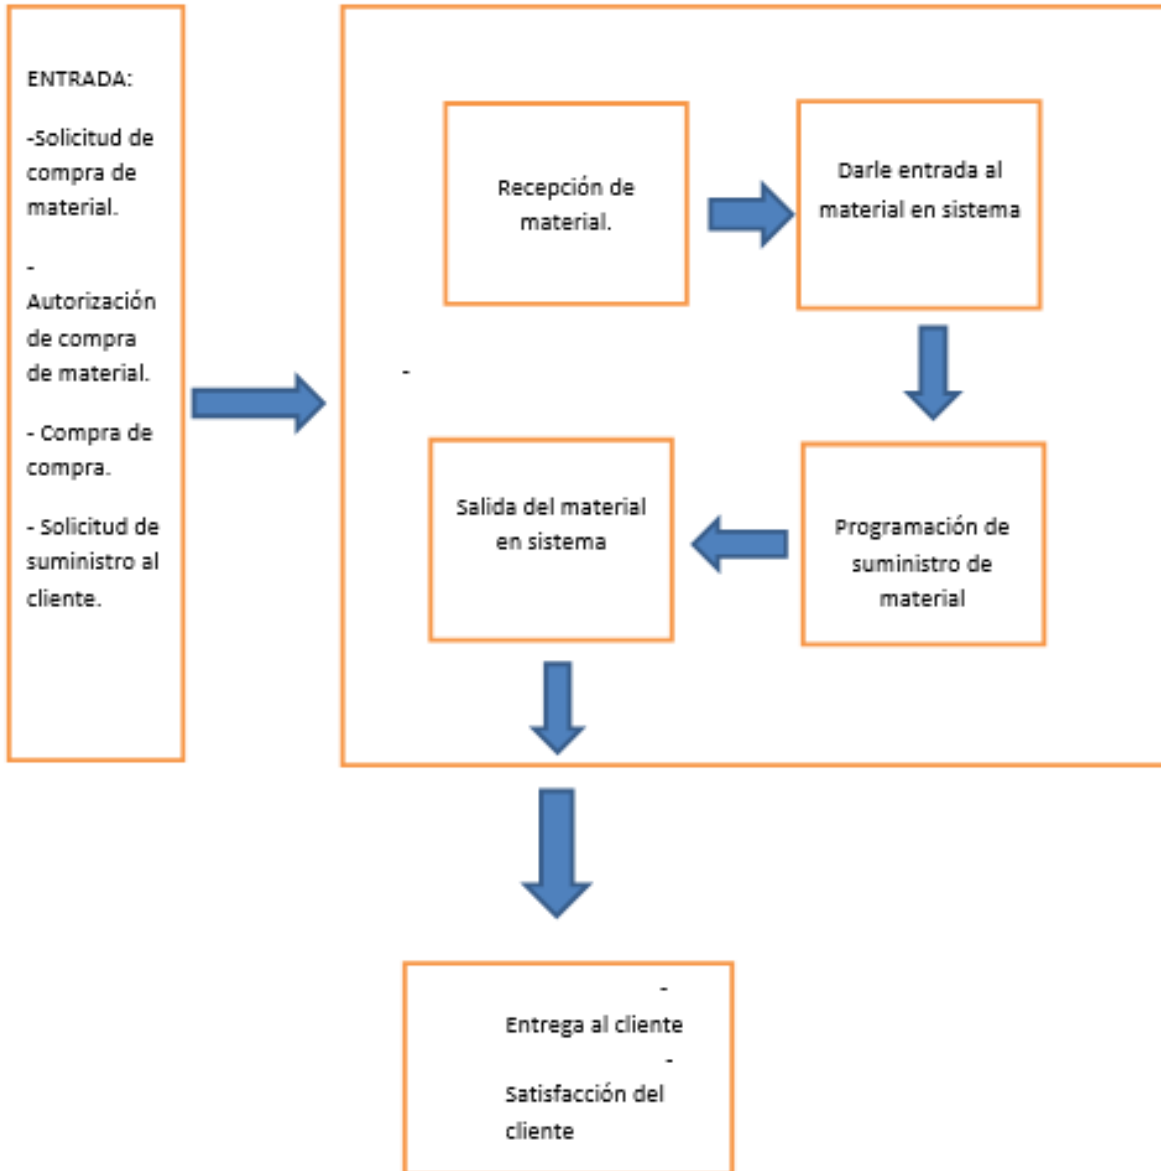 ENTRADA:
-Solicitud de
compra de
material.
-
Autorización
de compra
de material.
- Compra de
compra.
- Solicitud de
suministro al
cliente.
Recepción de
material.
Darle entrada al
material en sistema
-
Salida del material
en sistema
Programación de
suministro de
material
-
Entrega al cliente
-
Satisfacción del
cliente